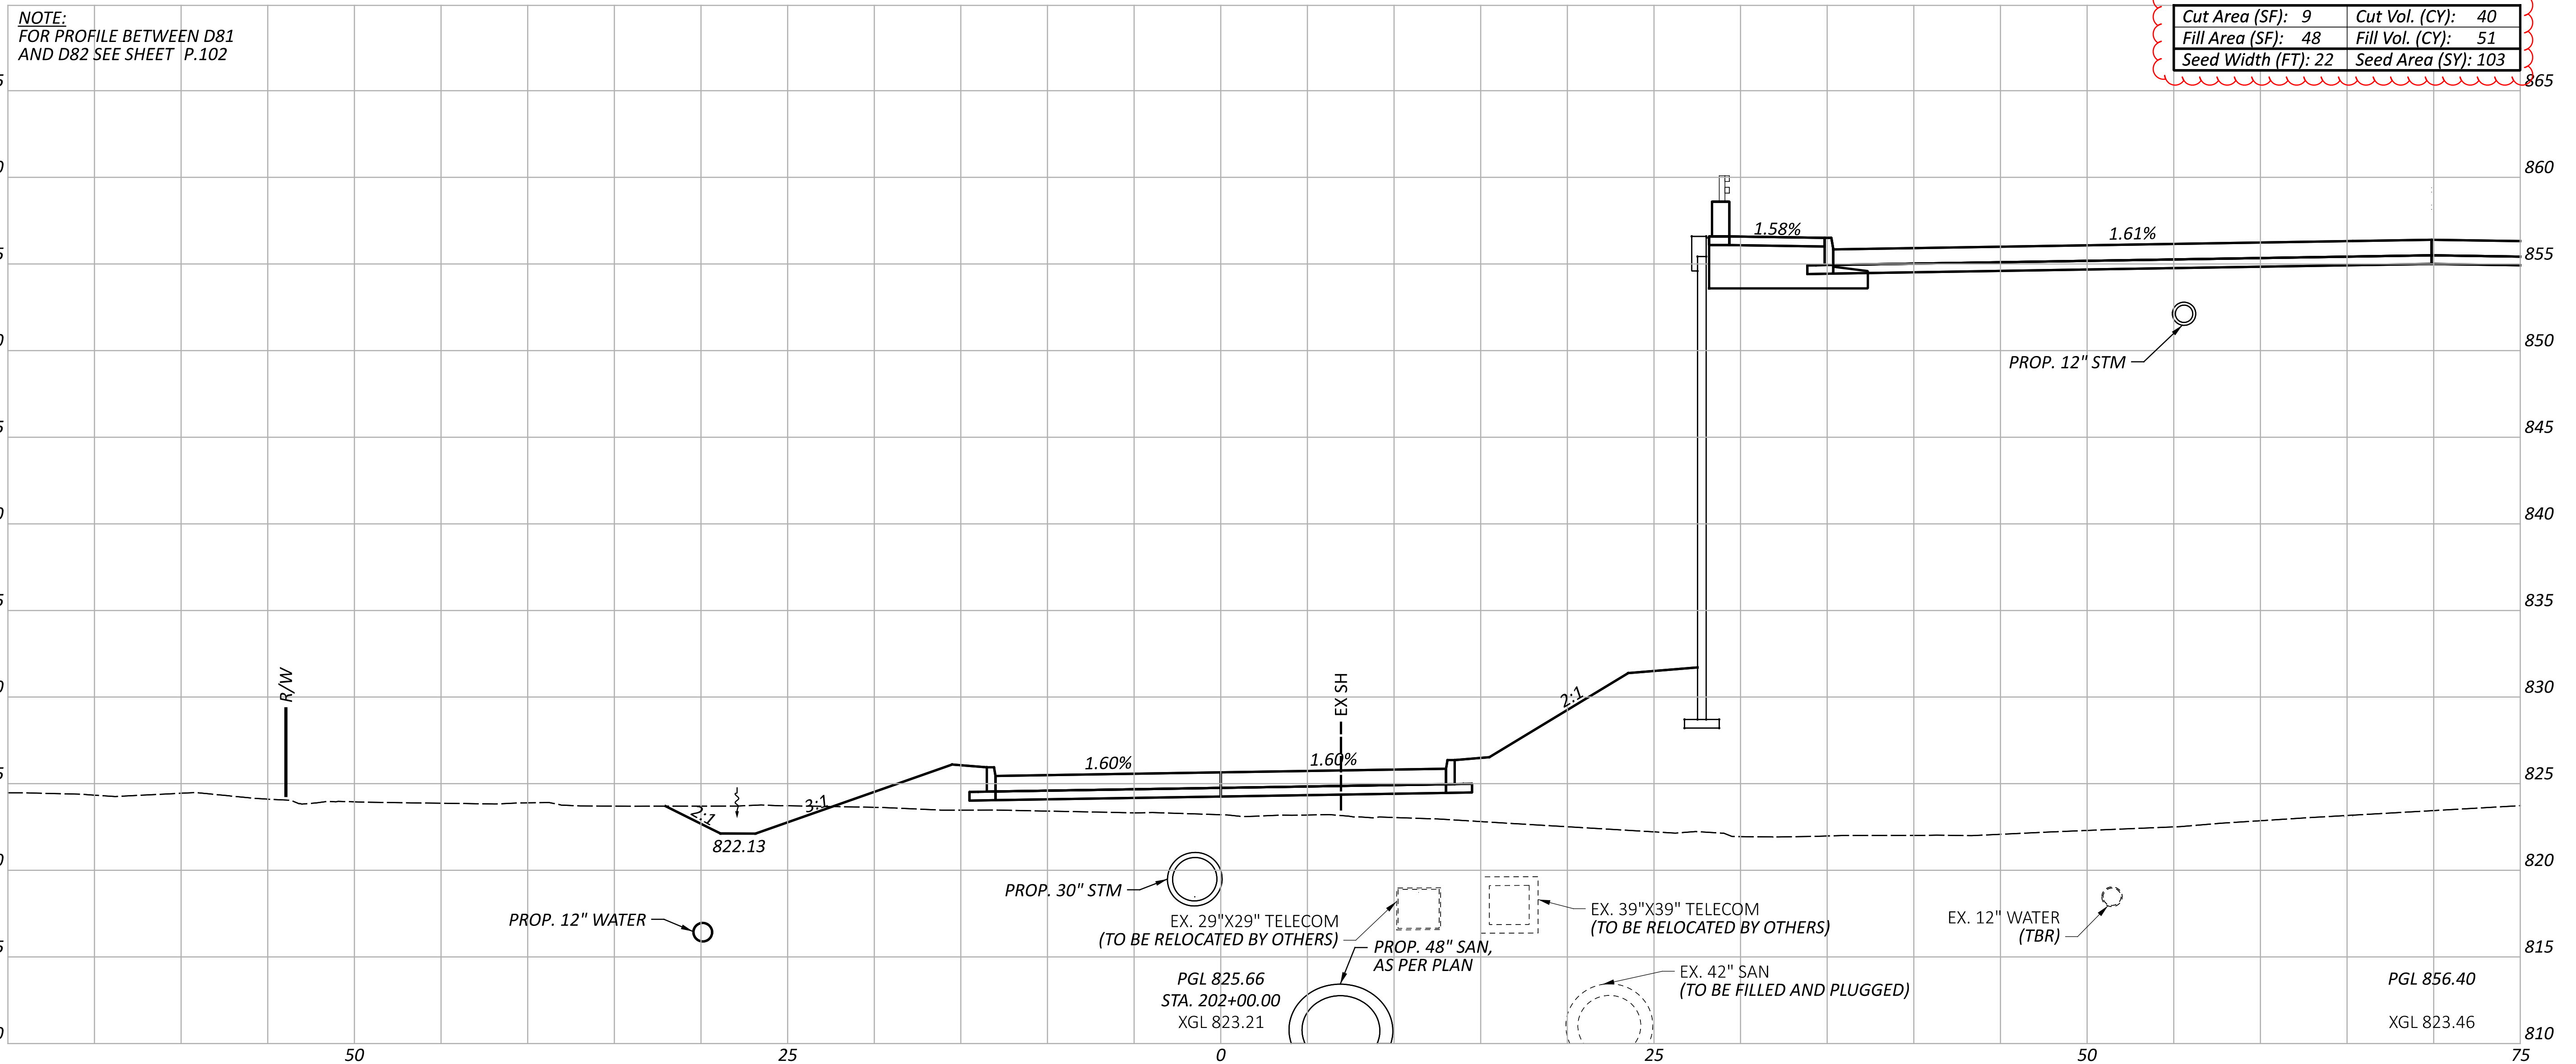 NOTE:
FOR PROFILE BETWEEN D81
AND D82 SEE SHEET P.102
Cut Area (SF): 9 Cut Vol. (CY): 40
Fill Area (SF): 48 Fill Vol. (CY): 51
Seed Width (FT): 22 Seed Area (SY): 103
865
860
1.58%
1.61%
855
850
PROP. 12" STM
845
840
835
R/W
EX SH
830
2:1
1.60%
1.60%
825
2:1
3:1
822.13
820
PROP. 30" STM
PROP. 12" WATER
EX. 29"X29" TELECOM
(TO BE RELOCATED BY OTHERS)
EX. 39"X39" TELECOM
(TO BE RELOCATED BY OTHERS)
EX. 12" WATER
(TBR)
815
PROP. 48" SAN,
AS PER PLAN
EX. 42" SAN
(TO BE FILLED AND PLUGGED)
PGL 825.66
STA. 202+00.00
XGL 823.21
PGL 856.40
XGL 823.46
810
50 25 0 25 50 75